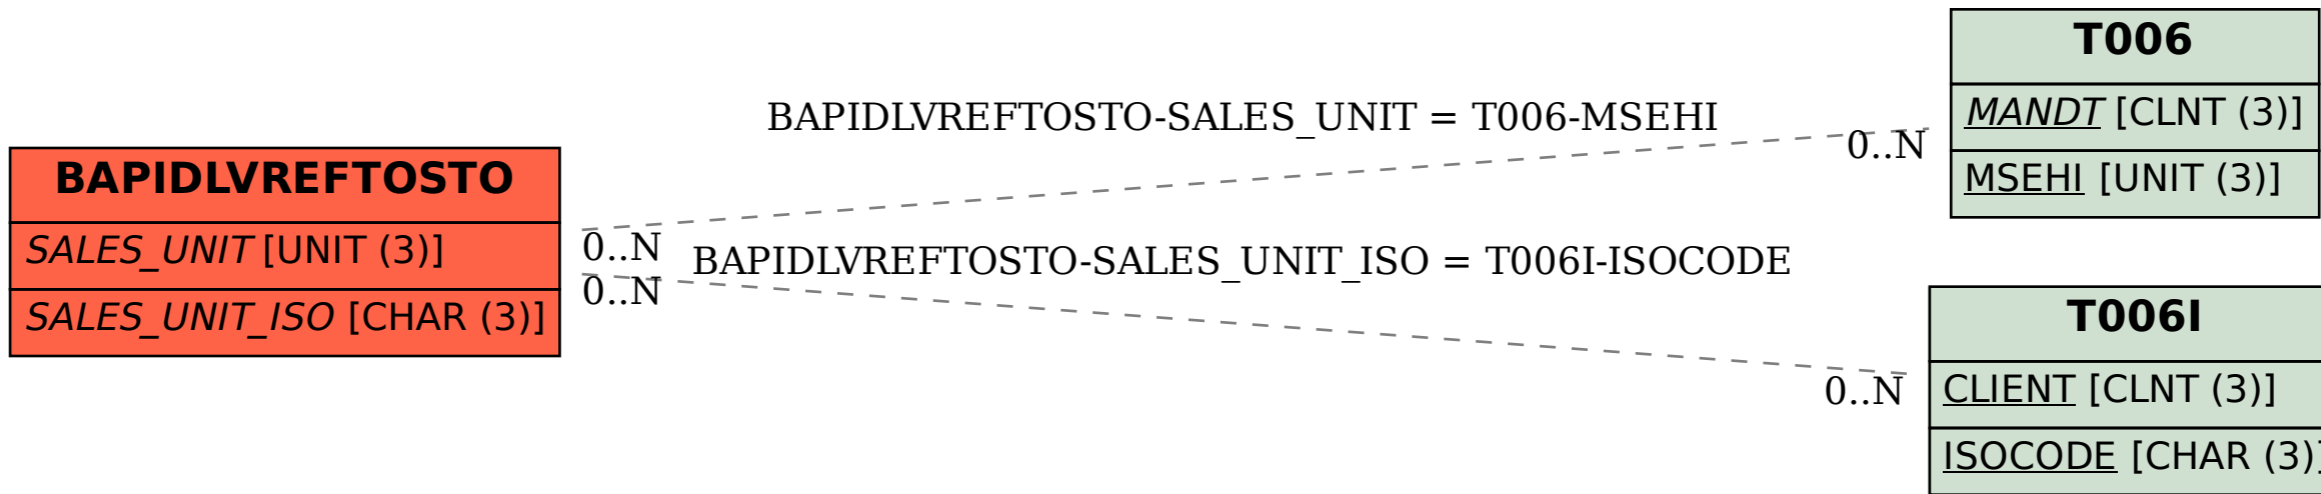 BAPIDLVREFTOSTO
SALES_UNIT [UNIT (3)]
SALES_UNIT_ISO [CHAR (3)]
BAPIDLVREFTOSTO-SALES_UNIT = T006-MSEHI
0..N
0..N
BAPIDLVREFTOSTO-SALES_UNIT_ISO = T006I-ISOCODE
0..N
0..N
T006
MANDT [CLNT (3)]
MSEHI [UNIT (3)]
T006I
CLIENT [CLNT (3)]
ISOCODE [CHAR (3)]